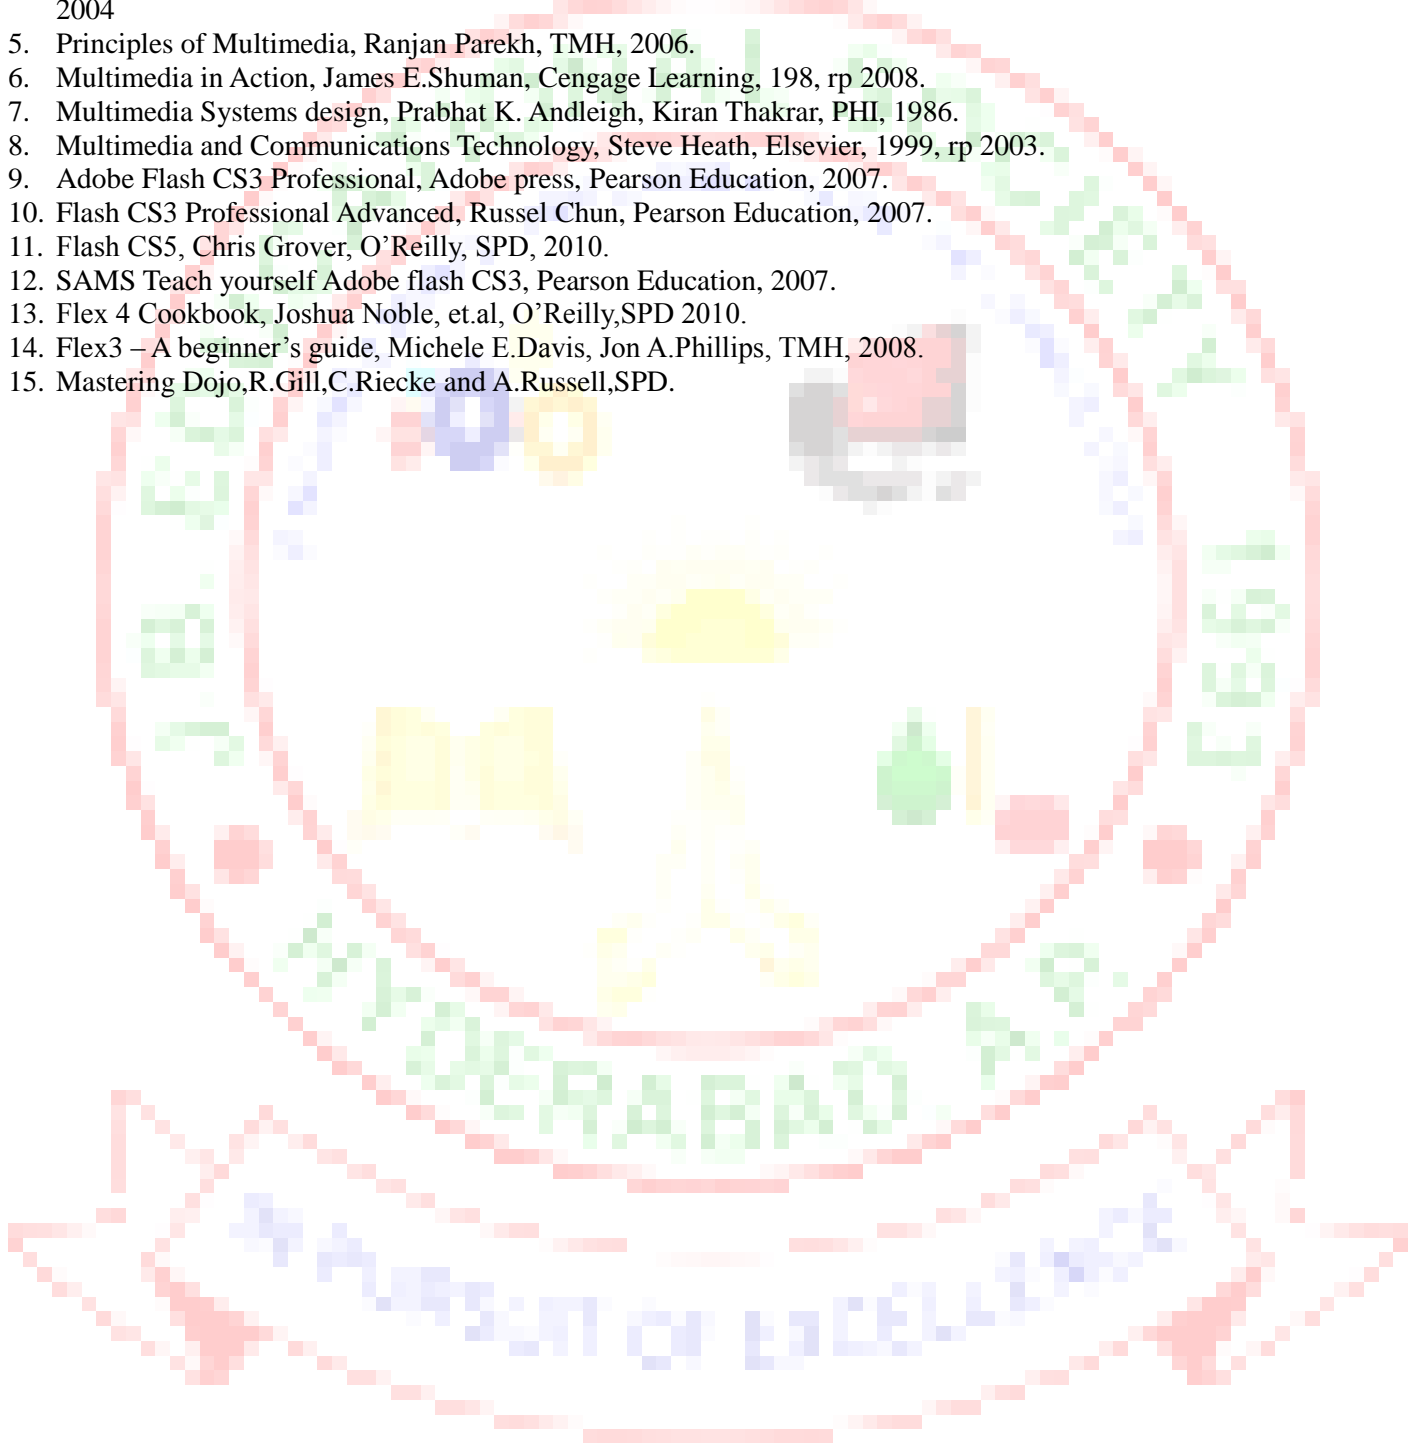 2004
5. Principles of Multimedia, Ranjan Parekh, TMH, 2006.
6. Multimedia in Action, James E.Shuman, Cengage Learning, 198, rp 2008.
7. Multimedia Systems design, Prabhat K. Andleigh, Kiran Thakrar, PHI, 1986.
8. Multimedia and Communications Technology, Steve Heath, Elsevier, 1999, rp 2003.
9. Adobe Flash CS3 Professional, Adobe press, Pearson Education, 2007.
10. Flash CS3 Professional Advanced, Russel Chun, Pearson Education, 2007.
11. Flash CS5, Chris Grover, O’Reilly, SPD, 2010.
12. SAMS Teach yourself Adobe flash CS3, Pearson Education, 2007.
13. Flex 4 Cookbook, Joshua Noble, et.al, O’Reilly,SPD 2010.
14. Flex3 – A beginner’s guide, Michele E.Davis, Jon A.Phillips, TMH, 2008.
15. Mastering Dojo,R.Gill,C.Riecke and A.Russell,SPD.
J.B. EDUCATIONAL SOCIETY
HYDERABAD A.P.